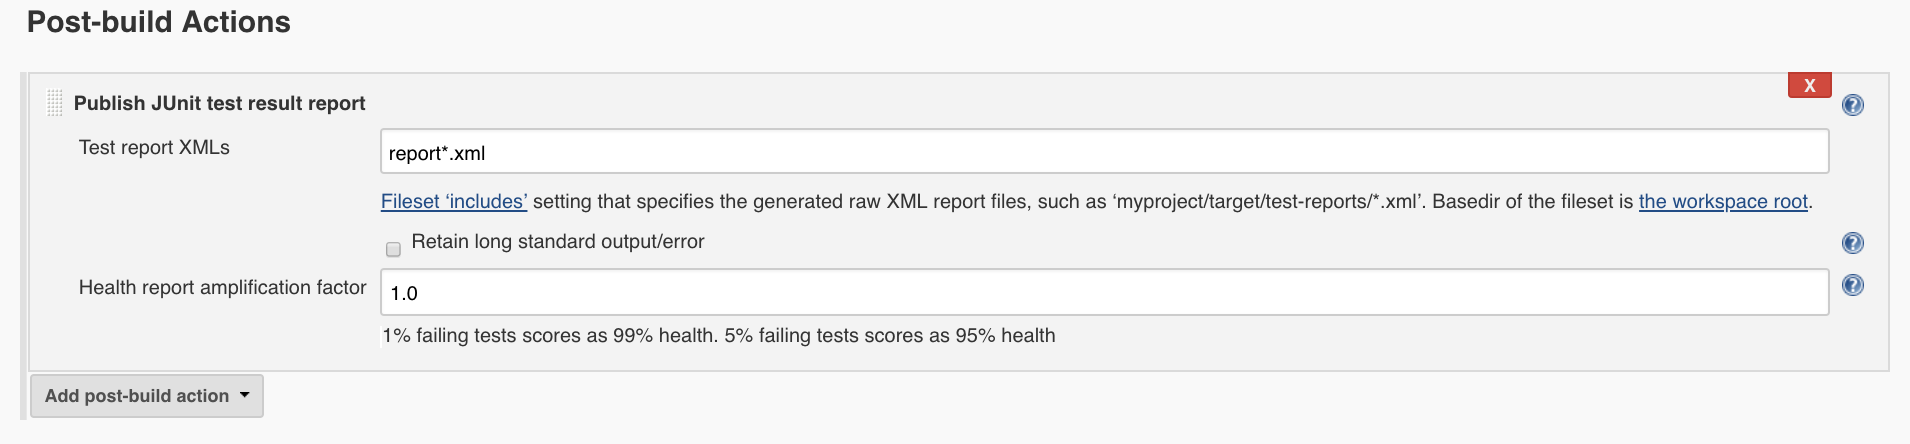 Post-build Actions
Publish JUnit test result report
X
Test report XMLs
report*.xml
Fileset ‘includes’ setting that specifies the generated raw XML report files, such as ‘myproject/target/test-reports/*.xml’. Basedir of the fileset is the workspace root.
Retain long standard output/error
Health report amplification factor
1.0
1% failing tests scores as 99% health. 5% failing tests scores as 95% health
Add post-build action